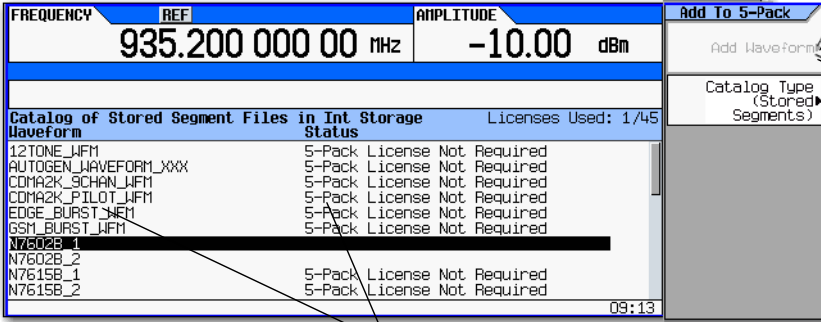 FREQUENCY REF AMPLITUDE
935.200 000 00 MHz -10.00 dBm
Catalog of Stored Segment Files in Int Storage Licenses Used: 1/45
Waveform Status
12TONE_WFM 5-Pack License Not Required
AUTOGEN_WAVEFORM_XXX 5-Pack License Not Required
CDMA2K_9CHAN_WFM 5-Pack License Not Required
CDMA2K_PILOT_WFM 5-Pack License Not Required
EDGE_BURST_WFM 5-Pack License Not Required
GSM_BURST_WFM 5-Pack License Not Required
N7602B_1
N7602B_2
N7615B_1 5-Pack License Not Required
N7615B_2 5-Pack License Not Required
09:13
Add To 5-Pack
Add Waveform
Catalog Type
(Stored
Segments)